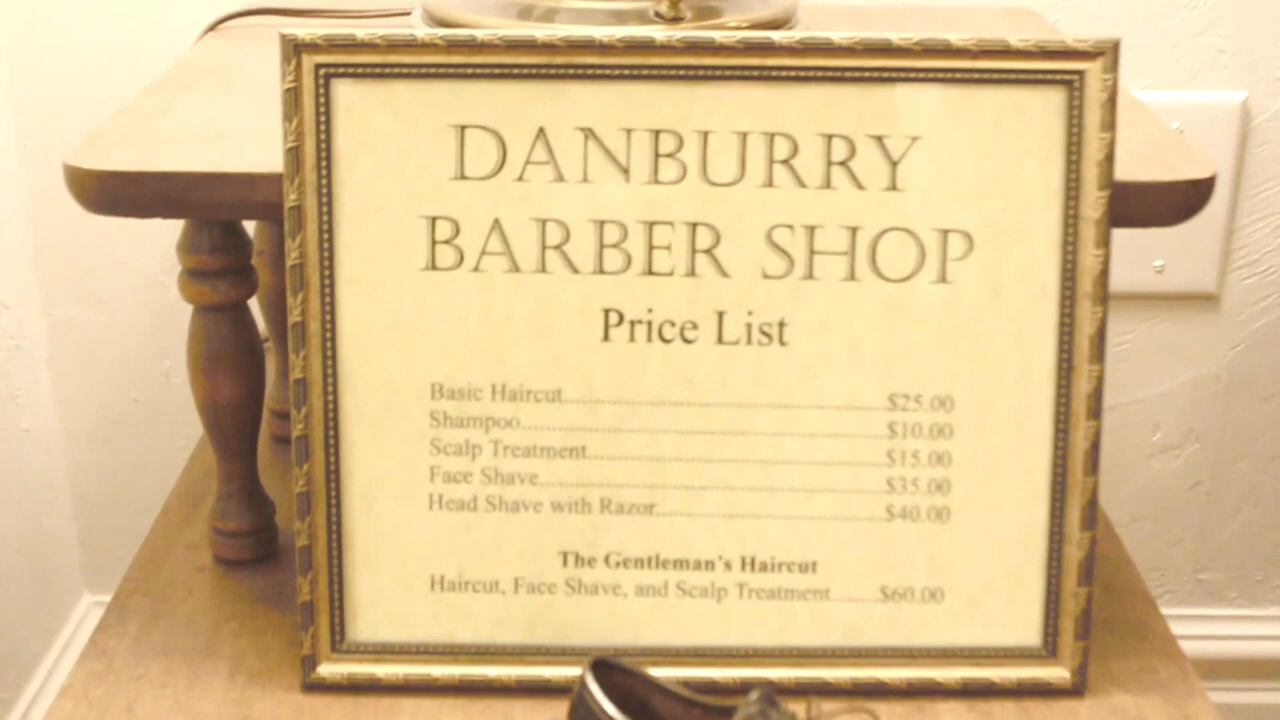 DANBURRY
BARBER SHOP
Price List
Basic Haircut........................................$25.00
Shampoo........................................$10.00
Scalp Treatment........................................$15.00
Face Shave........................................$35.00
Head Shave with Razor........................................$40.00
The Gentleman's Haircut
Haircut, Face Shave, and Scalp Treatment.........$60.00